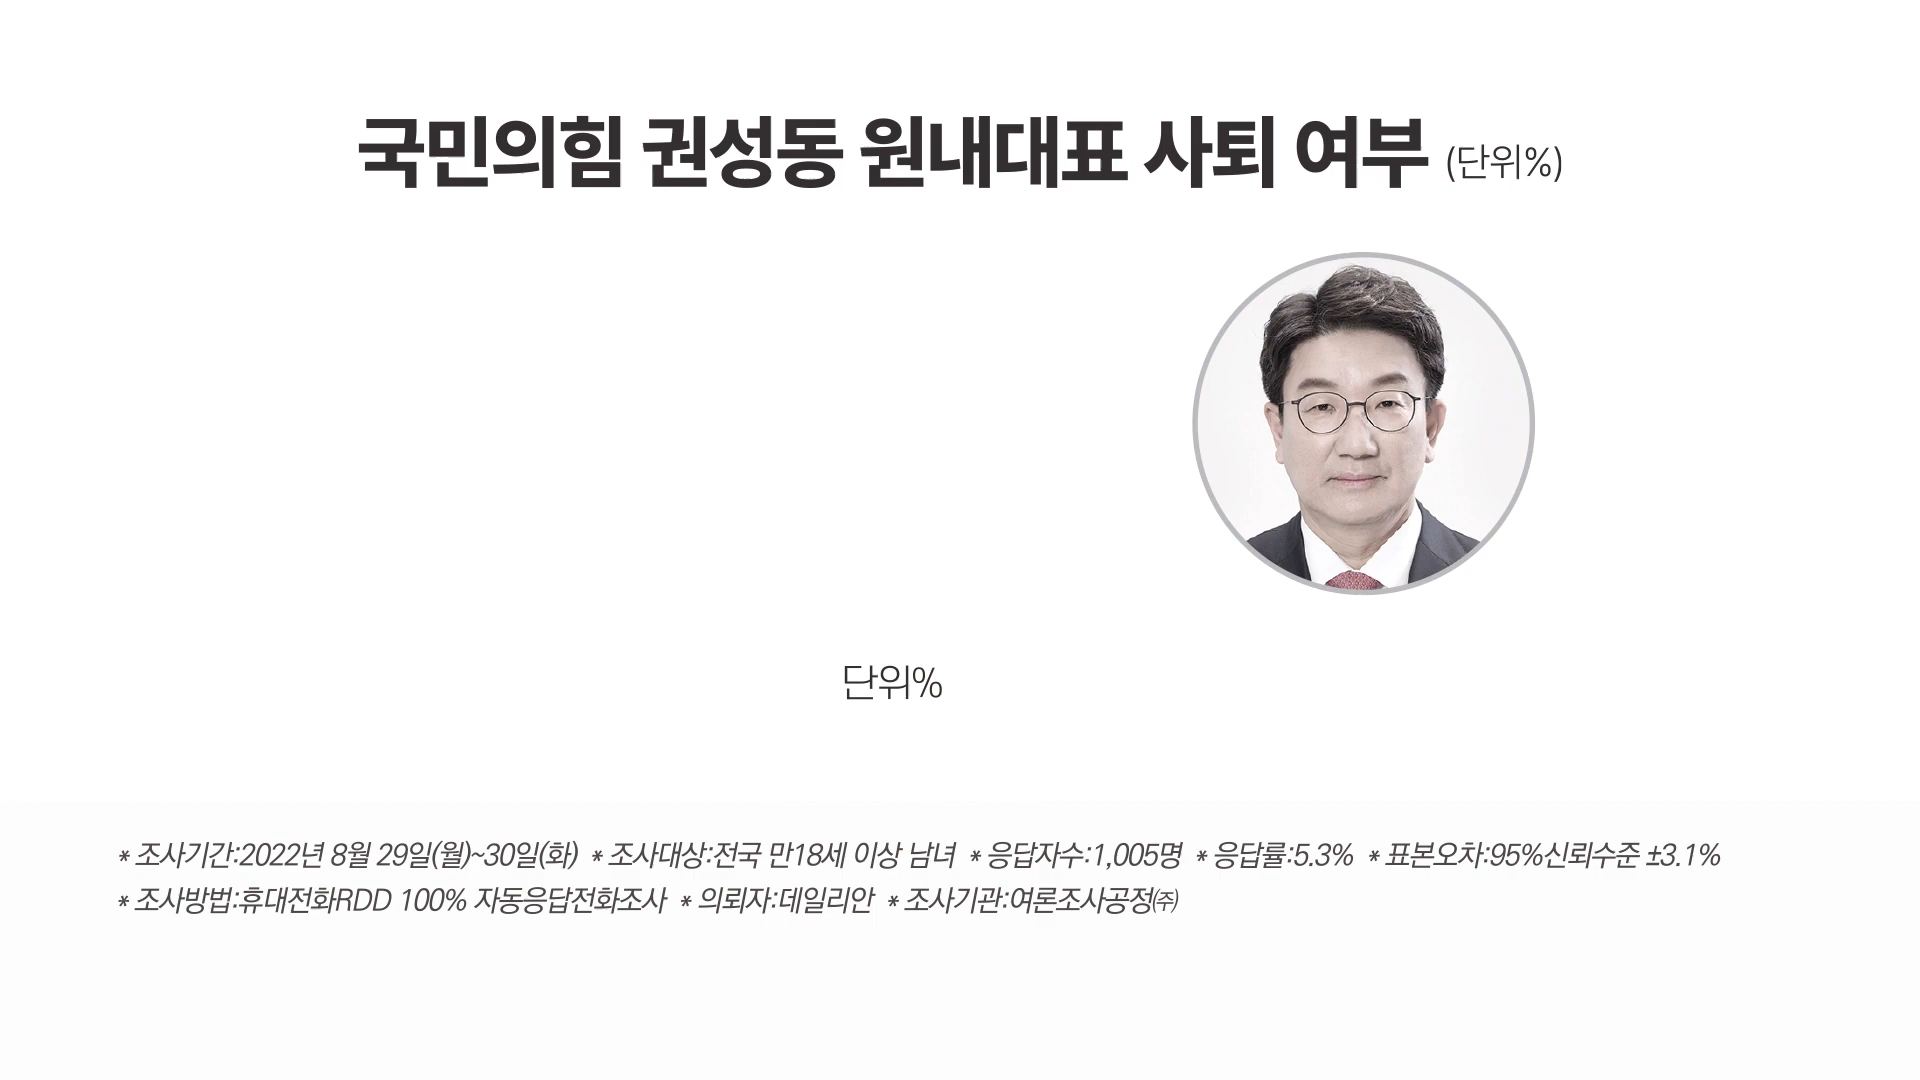 국민의힘 권성동 원내대표 사퇴 여부 (단위%)
단위%
* 조사기간:2022년 8월 29일(월)~30일(화) * 조사대상:전국 만18세 이상 남녀 * 응답자수:1,005명 * 응답률:5.3% * 표본오차:95%신뢰수준 ±3.1%
* 조사방법:휴대전화RDD 100% 자동응답전화조사 * 의뢰자:데일리안 * 조사기관:여론조사공정㈜